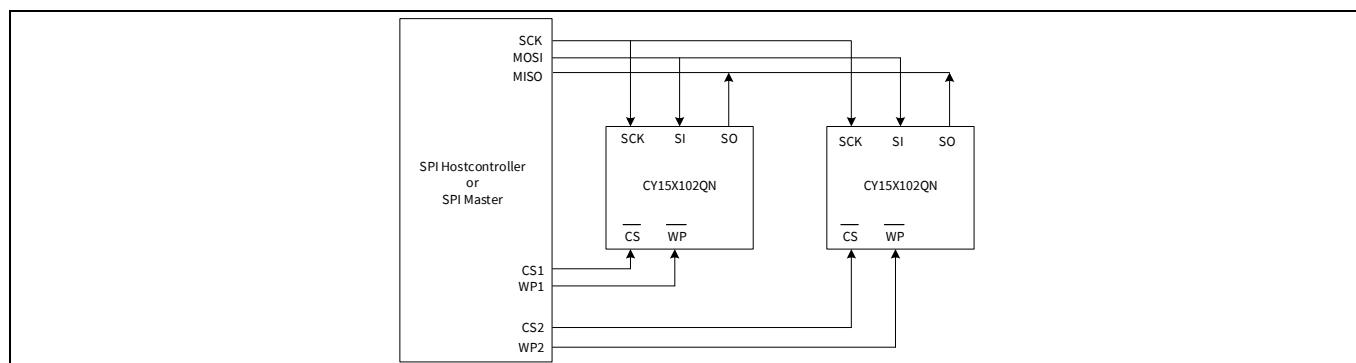 SCK
MOSI
MISO
SCK SI SO
SCK SI SO
SPI Hostcontroller
or
SPI Master
CY15X102QN
CY15X102QN
CS WP
CS WP
CS1
WP1
CS2
WP2